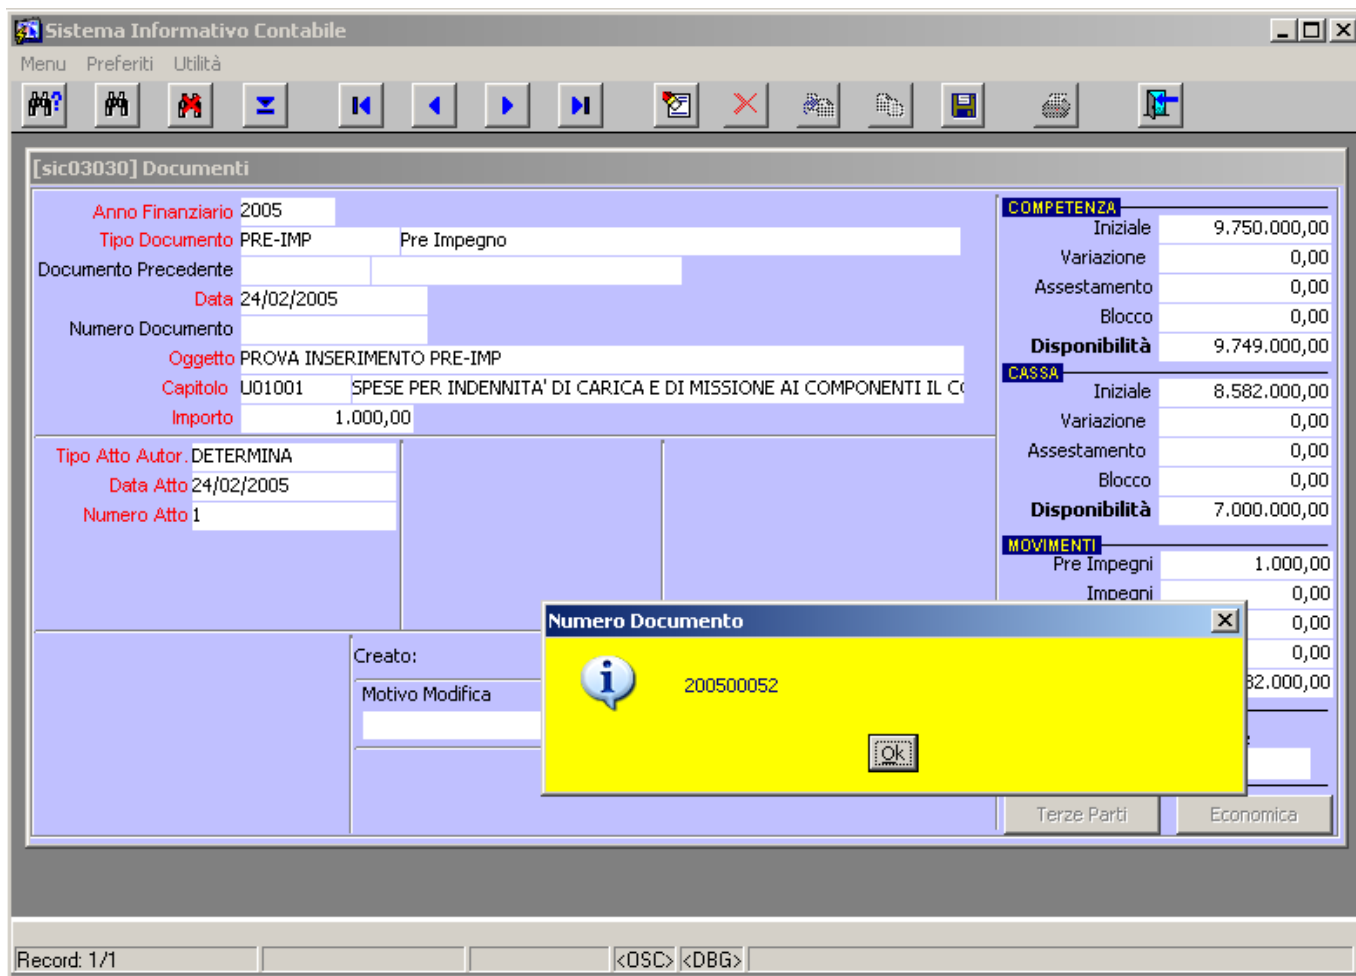 Sistema Informativo Contabile
Menu Preferiti Utilità
[sic03030] Documenti
Anno Finanziario 2005
Tipo Documento PRE-IMP Pre Impegno
Documento Precedente
Data 24/02/2005
Numero Documento
Oggetto PROVA INSERIMENTO PRE-IMP
Capitolo U01001 SPESE PER INDENNITA' DI CARICA E DI MISSIONE AI COMPONENTI IL
Importo 1.000,00
Tipo Atto Autor. DETERMINA
Data Atto 24/02/2005
Numero Atto 1
Creato:
Motivo Modifica
COMPETENZA
Iniziale 9.750.000,00
Variazione 0,00
Assestamento 0,00
Blocco 0,00
Disponibilità 9.749.000,00
CASSA
Iniziale 8.582.000,00
Variazione 0,00
Assestamento 0,00
Blocco 0,00
Disponibilità 7.000.000,00
MOVIMENTI
Pre Impegni 1.000,00
Impegni 0,00
0,00
0,00
32.000,00
Numero Documento
200500052
Ok
Terze Parti Economica
Record: 1/1 <OSC> <DBG>